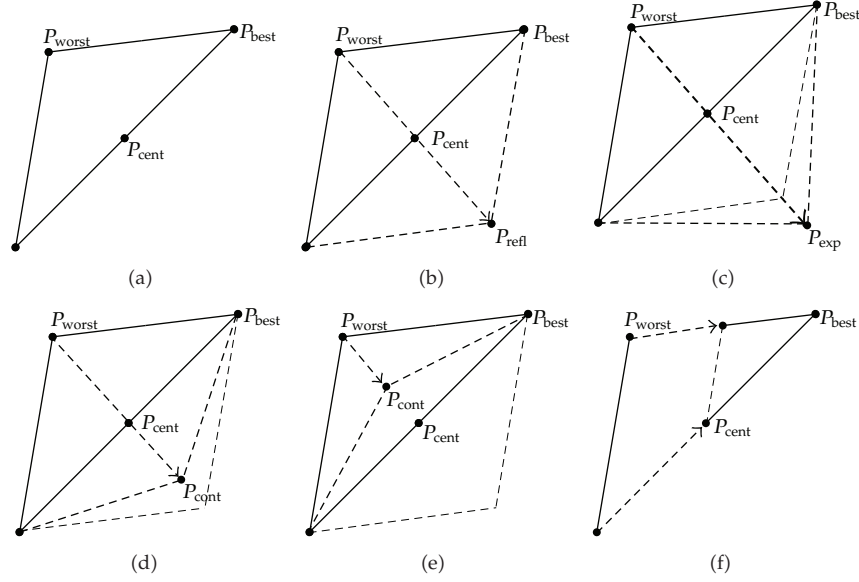 P_worst
P_best
P_cent
(a)
P_worst
P_best
P_cent
P_refl
(b)
P_worst
P_best
P_cent
P_exp
(c)
P_worst
P_best
P_cent
P_cont
(d)
P_worst
P_best
P_cont
P_cent
(e)
P_worst
P_best
P_cent
(f)